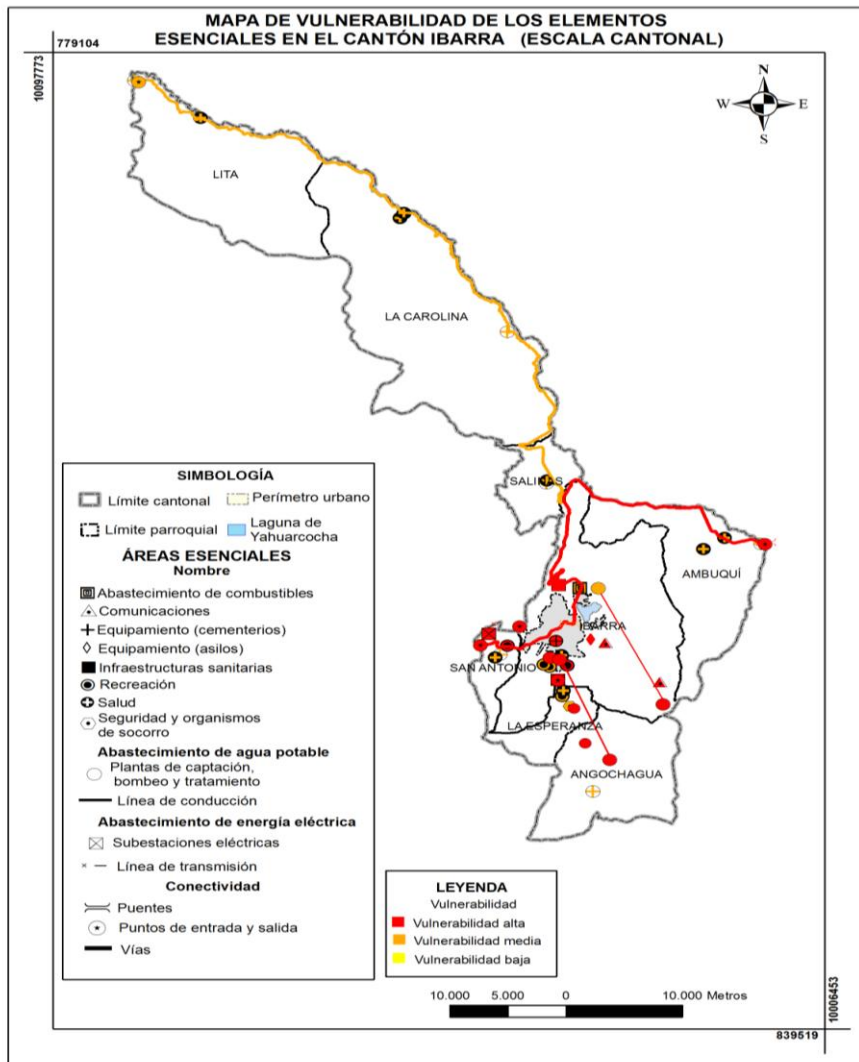 MAPA DE VULNERABILIDAD DE LOS ELEMENTOS
ESENCIALES EN EL CANTÓN IBARRA (ESCALA CANTONAL)
779104
10097773
N
W
E
S
LITA
LA CAROLINA
SALINAS
AMBUQUÍ
IBARRA
SAN ANTONIO
LA ESPERANZA
ANGOCHAGUA
SIMBOLOGÍA
Límite cantonal
Perímetro urbano
Límite parroquial
Laguna de
Yahuarcocha
ÁREAS ESENCIALES
Nombre
Abastecimiento de combustibles
Comunicaciones
Equipamiento (cementerios)
Equipamiento (asilos)
Infraestructuras sanitarias
Recreación
Salud
Seguridad y organismos
de socorro
Abastecimiento de agua potable
Plantas de captación,
bombeo y tratamiento
Línea de conducción
Abastecimiento de energía eléctrica
Subestaciones eléctricas
Línea de transmisión
Conectividad
Puentes
Puntos de entrada y salida
Vías
LEYENDA
Vulnerabilidad
Vulnerabilidad alta
Vulnerabilidad media
Vulnerabilidad baja
10.000 5.000 0 10.000 Metros
10006453
839519